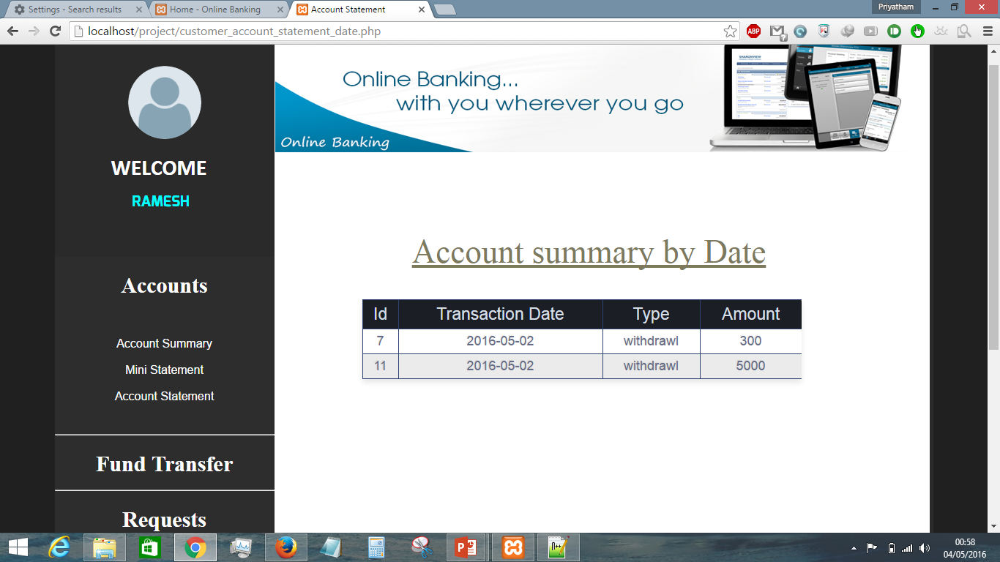 Settings - Search results
Home - Online Banking
Account Statement
Priyatham
localhost/project/customer_account_statement_date.php
ABP
Online Banking...
with you wherever you go
Online Banking
WELCOME
RAMESH
Accounts
Account Summary
Mini Statement
Account Statement
Fund Transfer
Requests
Account summary by Date
Id Transaction Date Type Amount
7 2016-05-02 withdrawl 300
11 2016-05-02 withdrawl 5000
00:58
04/05/2016